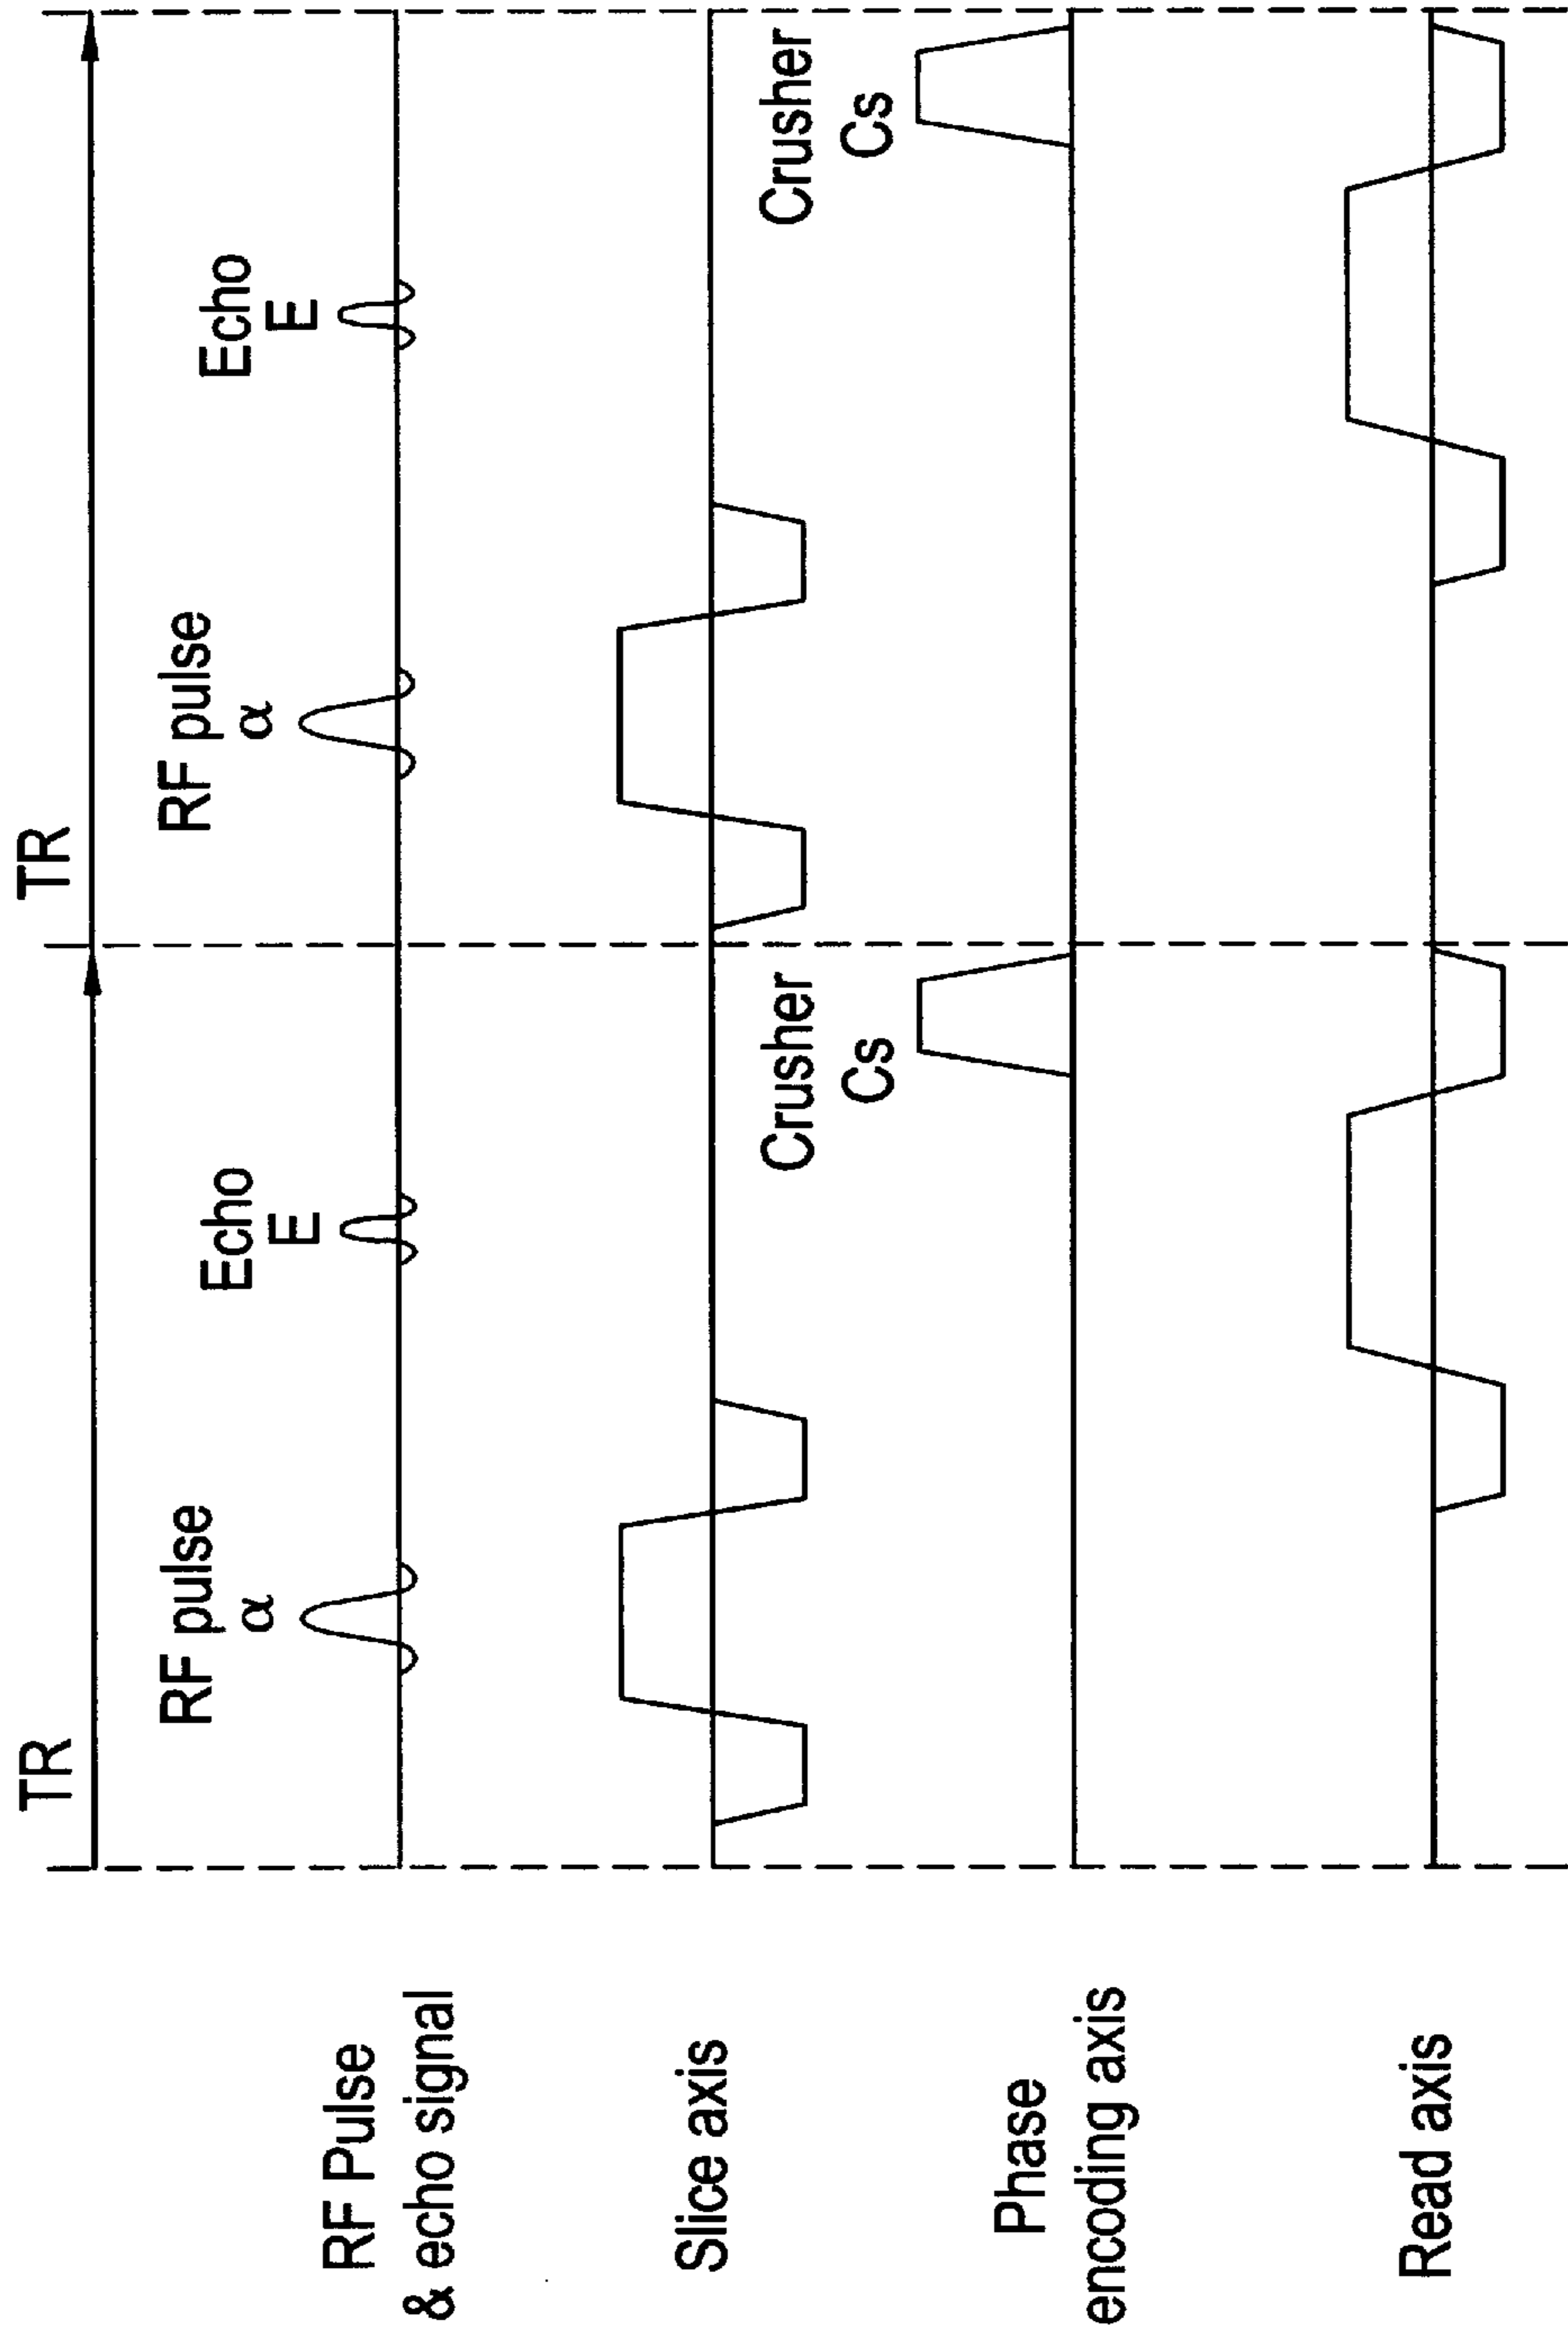 TR
TR
RF pulse
α
Echo
E
RF pulse
α
Echo
E
RF Pulse
& echo signal
Slice axis
Crusher
Cs
Crusher
Cs
Phase
encoding axis
Read axis